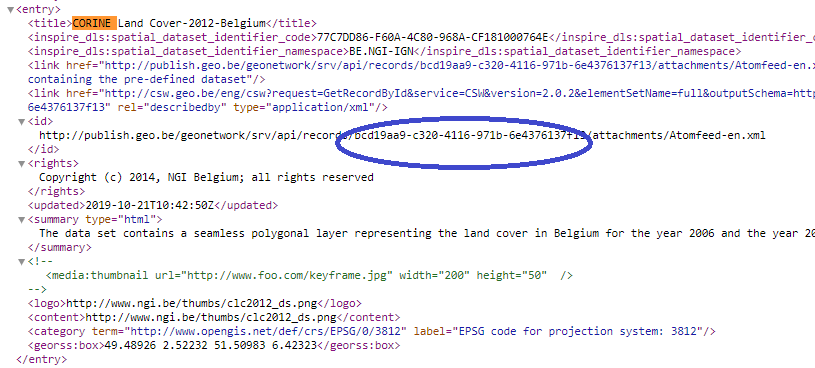 <entry>
<title>CORINE Land Cover-2012-Belgium</title>
<inspire_dls:spatial_dataset_identifier_code>77C7DD86-F60A-4C80-968A-CF181000764E</inspire_dls:spatial_dataset_identifier_c
<inspire_dls:spatial_dataset_identifier_namespace>BE.NGI-IGN</inspire_dls:spatial_dataset_identifier_namespace>
<link href="http://publish.geo.be/geonetwork/srv/api/records/bcd19aa9-c320-4116-971b-6e4376137f13/attachments/Atomfeed-en.x
containing the pre-defined dataset"/>
<link href="http://csw.geo.be/eng/csw?request=GetRecordById&service=CSW&version=2.0.2&elementSetName=full&outputSchema=http
6e4376137f13" rel="describedby" type="application/xml"/>
<id>
http://publish.geo.be/geonetwork/srv/api/records/bcd19aa9-c320-4116-971b-6e4376137f13/attachments/Atomfeed-en.xml
</id>
<rights>
Copyright (c) 2014, NGI Belgium; all rights reserved
</rights>
<updated>2019-10-21T10:42:50Z</updated>
<summary type="html">
The data set contains a seamless polygonal layer representing the land cover in Belgium for the year 2006 and the year 20
</summary>
<!--
<media:thumbnail url="http://www.foo.com/keyframe.jpg" width="200" height="50" />
-->
<logo>http://www.ngi.be/thumbs/clc2012_ds.png</logo>
<content>http://www.ngi.be/thumbs/clc2012_ds.png</content>
<category term="http://www.opengis.net/def/crs/EPSG/0/3812" label="EPSG code for projection system: 3812"/>
<georss:box>49.48926 2.52232 51.50983 6.42323</georss:box>
</entry>